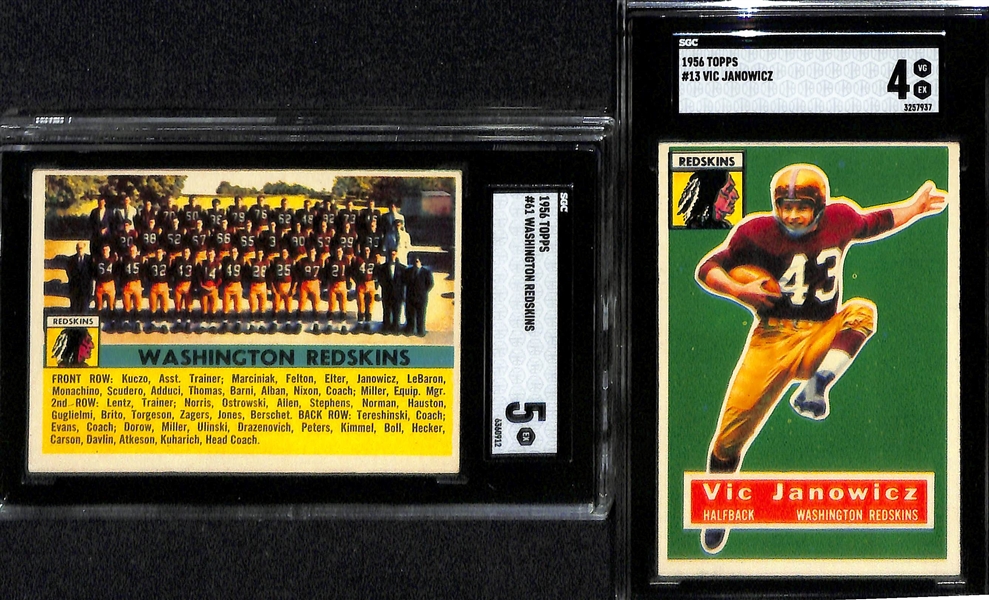 REDSKINS
WASHINGTON REDSKINS
FRONT ROW: Kuczo, Asst. Trainer; Marciniak, Felton, Elter, Janowicz, LeBaron,
Monachino, Scudero, Adduci, Thomas, Barni, Alban, Nixon, Coach; Miller, Equip. Mgr.
2nd ROW: Lentz, Trainer; Norris, Ostrowski, Allen, Stephens, Norman, Hauston,
Guglielmi, Brito, Torgeson, Zagers, Jones, Berschet. BACK ROW: Tereshinski, Coach;
Evans, Coach; Dorow, Miller, Ulinski, Drazenovich, Peters, Kimmel, Boll, Hecker,
Carson, Davlin, Atkeson, Kuharich, Head Coach.
SGC
1956 TOPPS
#61 WASHINGTON REDSKINS
5
EX
6360912
SGC
1956 TOPPS
#13 VIC JANOWICZ
4
VG
EX
3257937
REDSKINS
43
Vic Janowicz
HALFBACK WASHINGTON REDSKINS